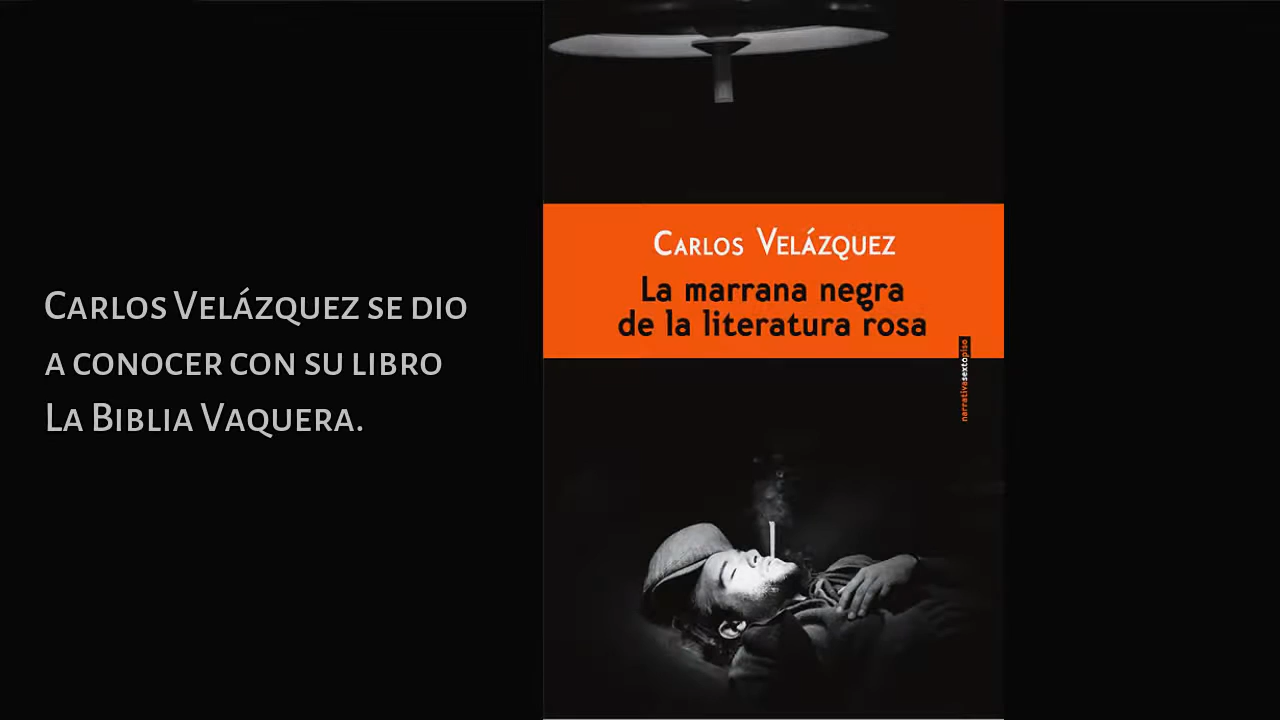 Carlos Velázquez se dio
a conocer con su libro
La Biblia Vaquera.
Carlos Velázquez
La marrana negra
de la literatura rosa
narrativasextopiso